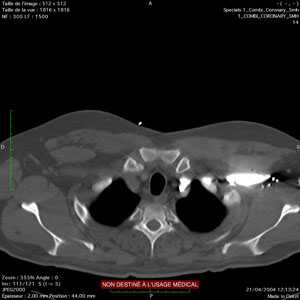 Taille de l'image : 512 x 512
Taille de la vue : 1816 x 1816
NF : 300 LF : 1500
A
- ( - , - )
Specials 1_Combi_Coronary_Smh
1_COMBI_CORONARY_SMH
14
D
G
Zoom : 355% Angle : 0
Im : 111/121 S (I -> S)
JPEG2000
Épaisseur : 2.00 mm Position : 44.00 mm
NON DESTINÉ À L'USAGE MÉDICAL
P
21/04/2004 12:13:24
Made in OsiriX